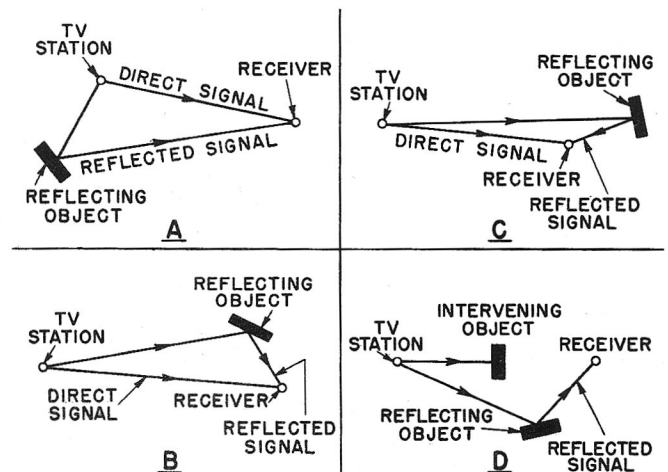 TV
STATION
DIRECT SIGNAL
RECEIVER
REFLECTED SIGNAL
REFLECTING
OBJECT
A
TV
STATION
REFLECTING
OBJECT
DIRECT SIGNAL
RECEIVER
REFLECTED
SIGNAL
C
TV
STATION
REFLECTING
OBJECT
DIRECT
SIGNAL
RECEIVER
REFLECTED
SIGNAL
B
TV
STATION
INTERVENING
OBJECT
RECEIVER
REFLECTING
OBJECT
REFLECTED
SIGNAL
D